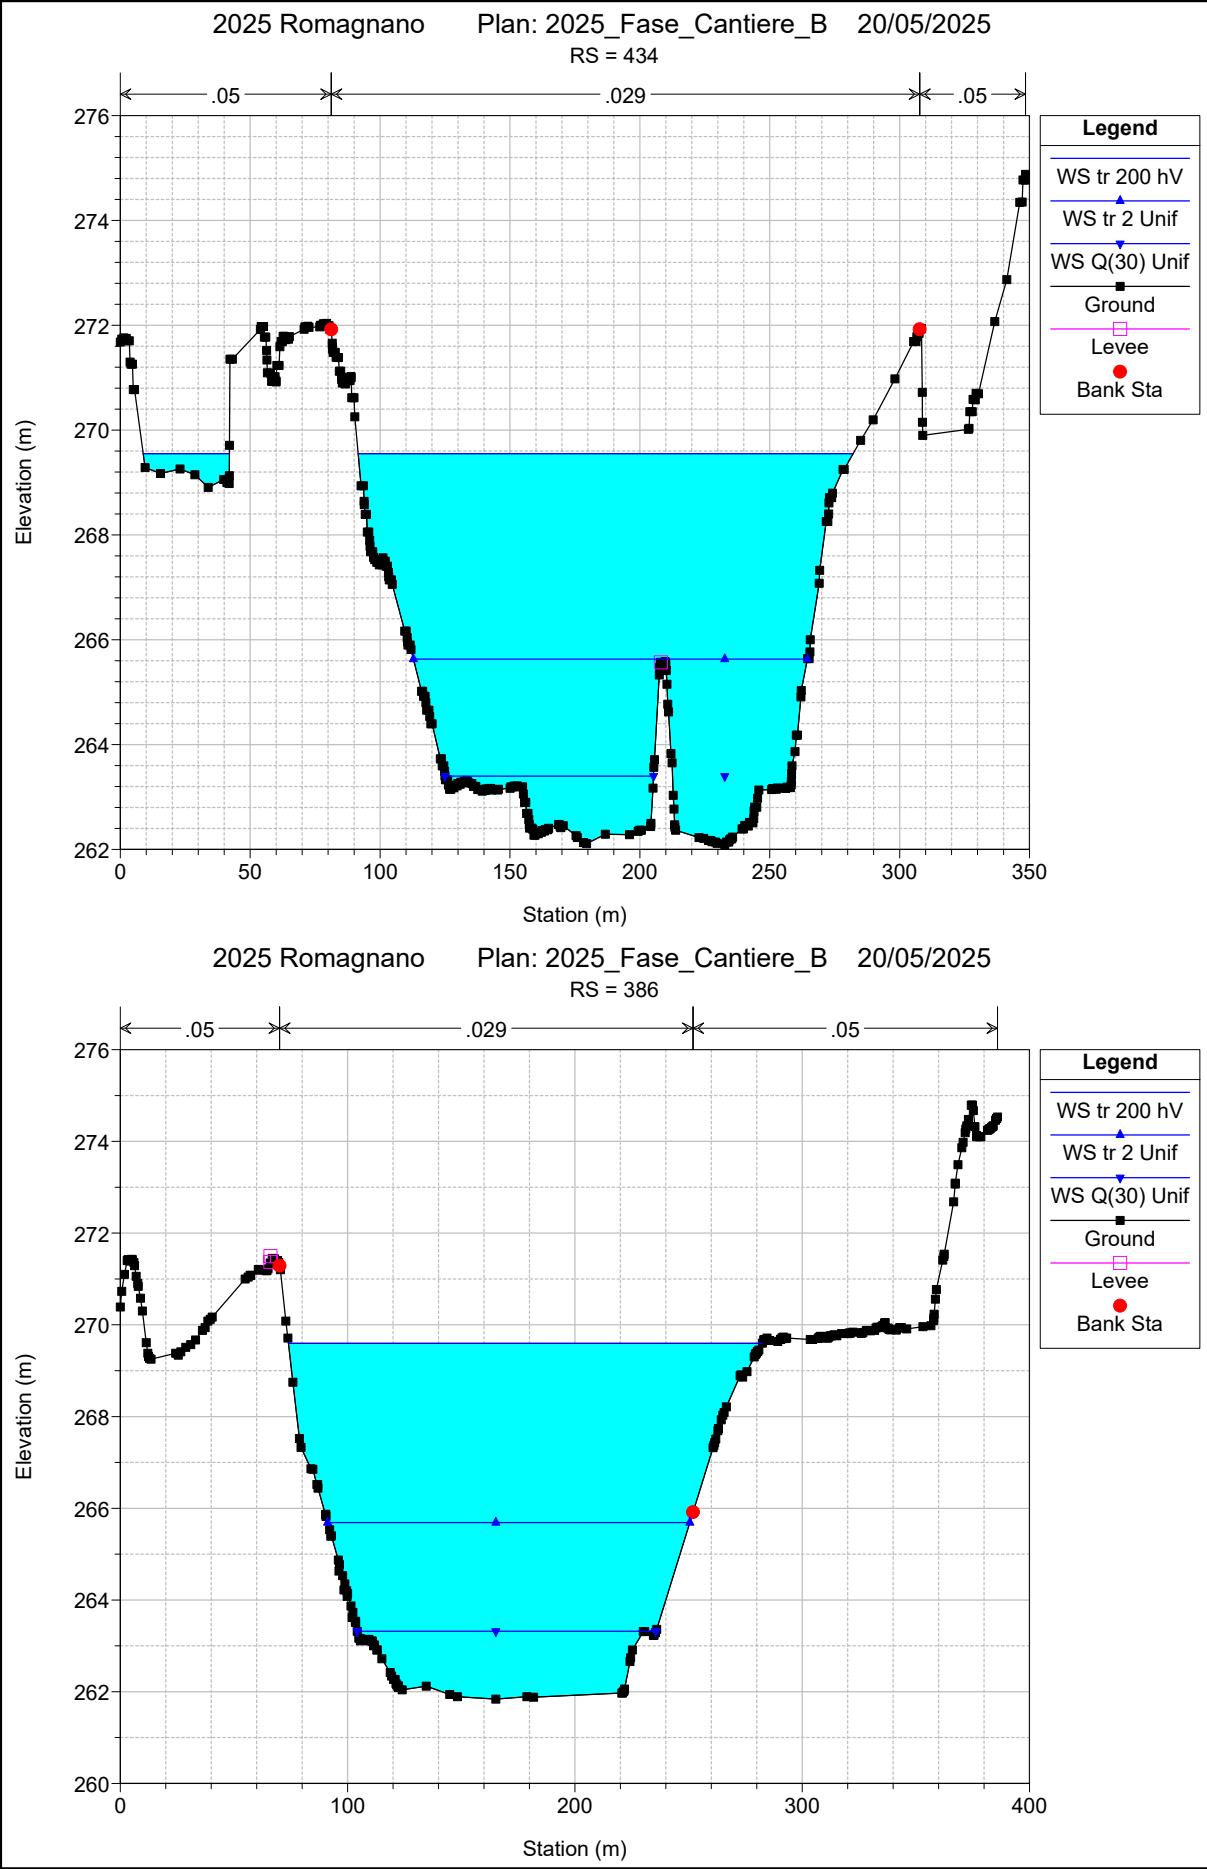 2025 Romagnano Plan: 2025_Fase_Cantiere_B 20/05/2025
RS = 434
.05 .029 .05
276
274
272
270
268
266
264
262
Elevation (m)
0 50 100 150 200 250 300 350
Station (m)
Legend
WS tr 200 hV
WS tr 2 Unif
WS Q(30) Unif
Ground
Levee
Bank Sta
2025 Romagnano Plan: 2025_Fase_Cantiere_B 20/05/2025
RS = 386
.05 .029 .05
276
274
272
270
268
266
264
262
260
Elevation (m)
0 100 200 300 400
Station (m)
Legend
WS tr 200 hV
WS tr 2 Unif
WS Q(30) Unif
Ground
Levee
Bank Sta